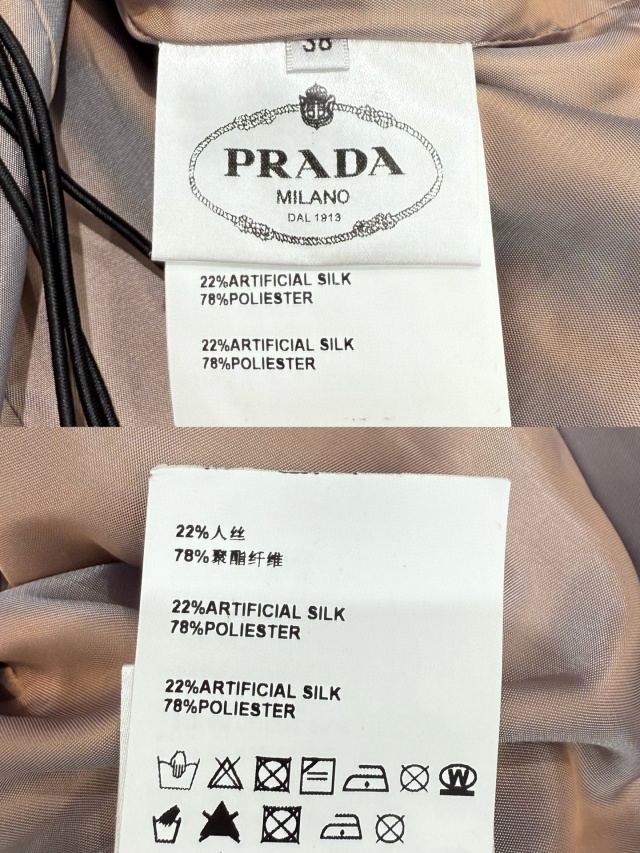 38
PRADA
MILANO
DAL 1913
22%ARTIFICIAL SILK
78%POLIESTER
22%ARTIFICIAL SILK
78%POLIESTER
22%人丝
78%聚酯纤维
22%ARTIFICIAL SILK
78%POLIESTER
22%ARTIFICIAL SILK
78%POLIESTER
W